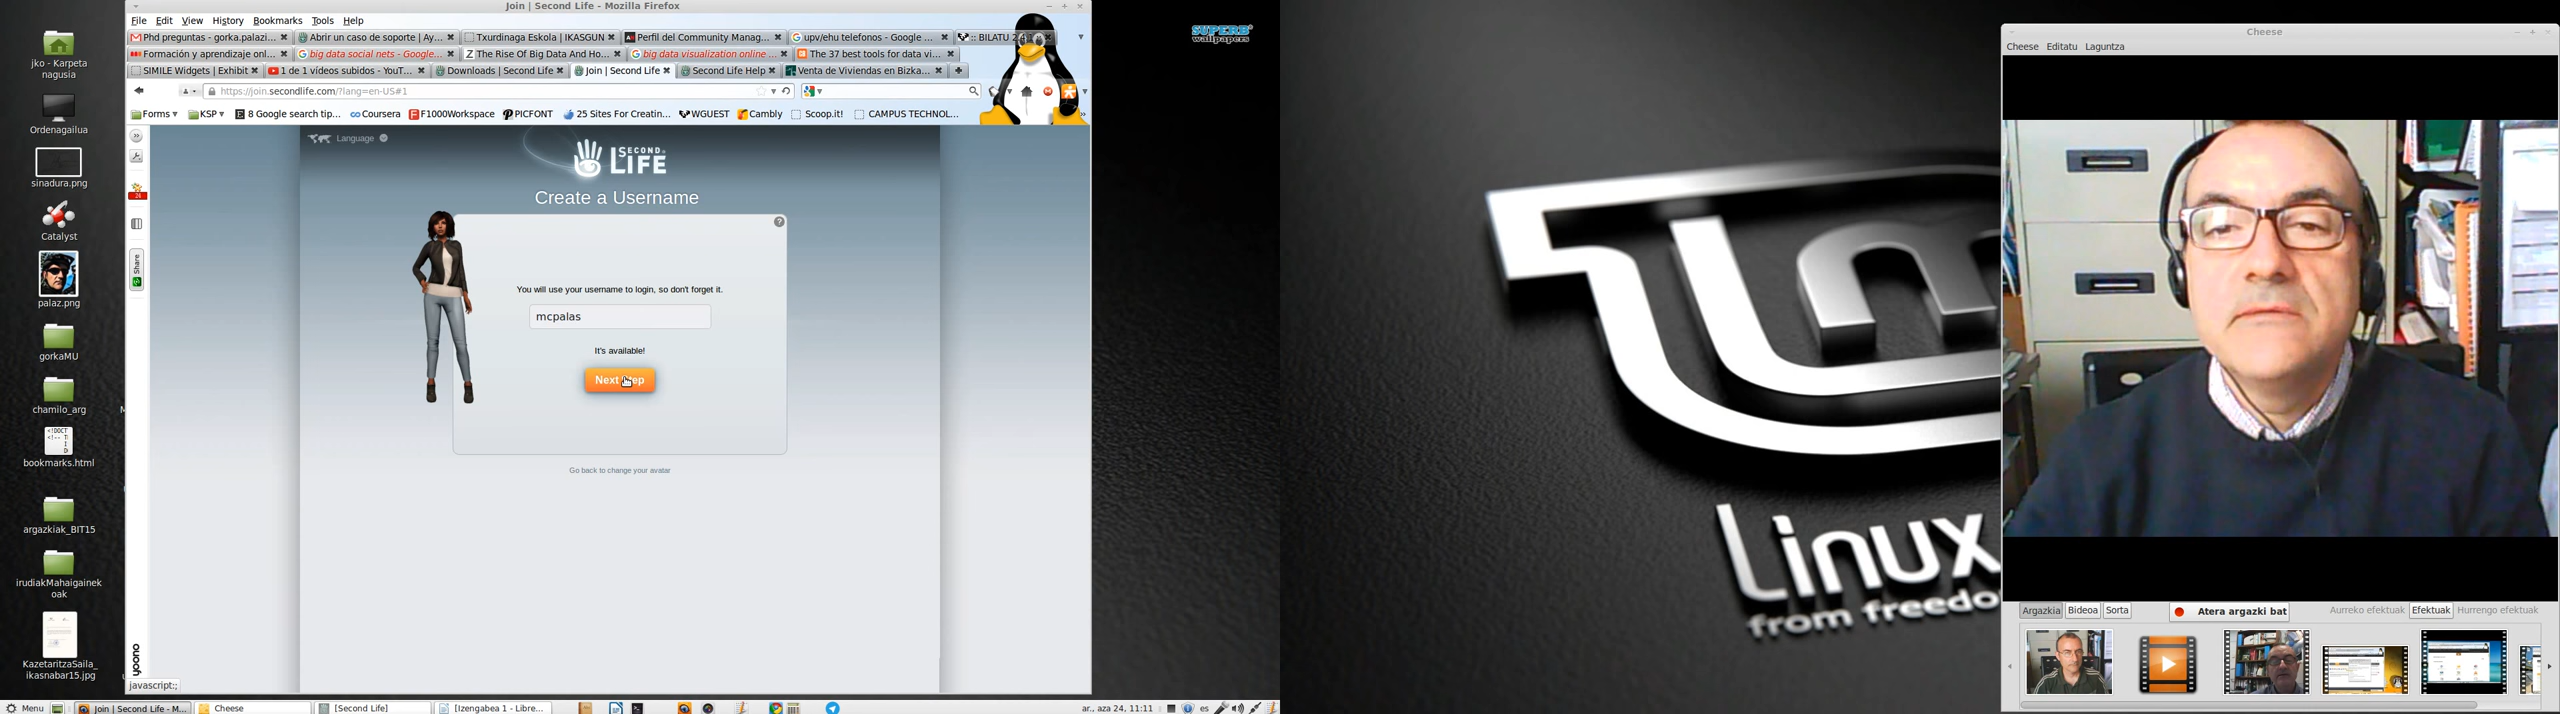 Join | Second Life - Mozilla Firefox
File Edit View History Bookmarks Tools Help
Phd preguntas - gorka.palazi... Abrir un caso de soporte | Ay... Txurdinaga Eskola | IKASGUN Perfil del Community Manag... upv/ehu telefonos - Google ... :: BILATU
Formación y aprendizaje onl... big data social nets - Google... The Rise Of Big Data And Ho... big data visualization online ... The 37 best tools for data vi...
SIMILE Widgets | Exhibit 1 de 1 vídeos subidos - YouT... Downloads | Second Life Join | Second Life Second Life Help Venta de Viviendas en Bizka...
https://join.secondlife.com/?lang=en-US#1
Forms KSP 8 Google search tip... Coursera F1000Workspace PICFONT 25 Sites For Creatin... WGUEST Cambly Scoop.it! CAMPUS TECHNOL...
Language
SECOND LIFE
Create a Username
You will use your username to login, so don't forget it.
mcpalas
It's available!
Next
Go back to change your avatar
Share
yoono
javascript:;
jko - Karpeta nagusia
Ordenagailua
sinadura.png
Catalyst
palaz.png
gorkaMU
chamilo_arg
bookmarks.html
argazkiak_BIT15
irudiakMahaigainek
oak
KazetaritzaSaila_
ikasnabar15.jpg
Menu Join | Second Life - M... Cheese [Second Life] [Izengabea 1 - Libre... ar., aza 24, 11:11 es
SUPERB
wallpapers
Linux
from freedo
Cheese
Cheese Editatu Laguntza
Argazkia Bideoa Sorta Atera argazki bat Aurreko efektuak Efektuak Hurrengo efektuak